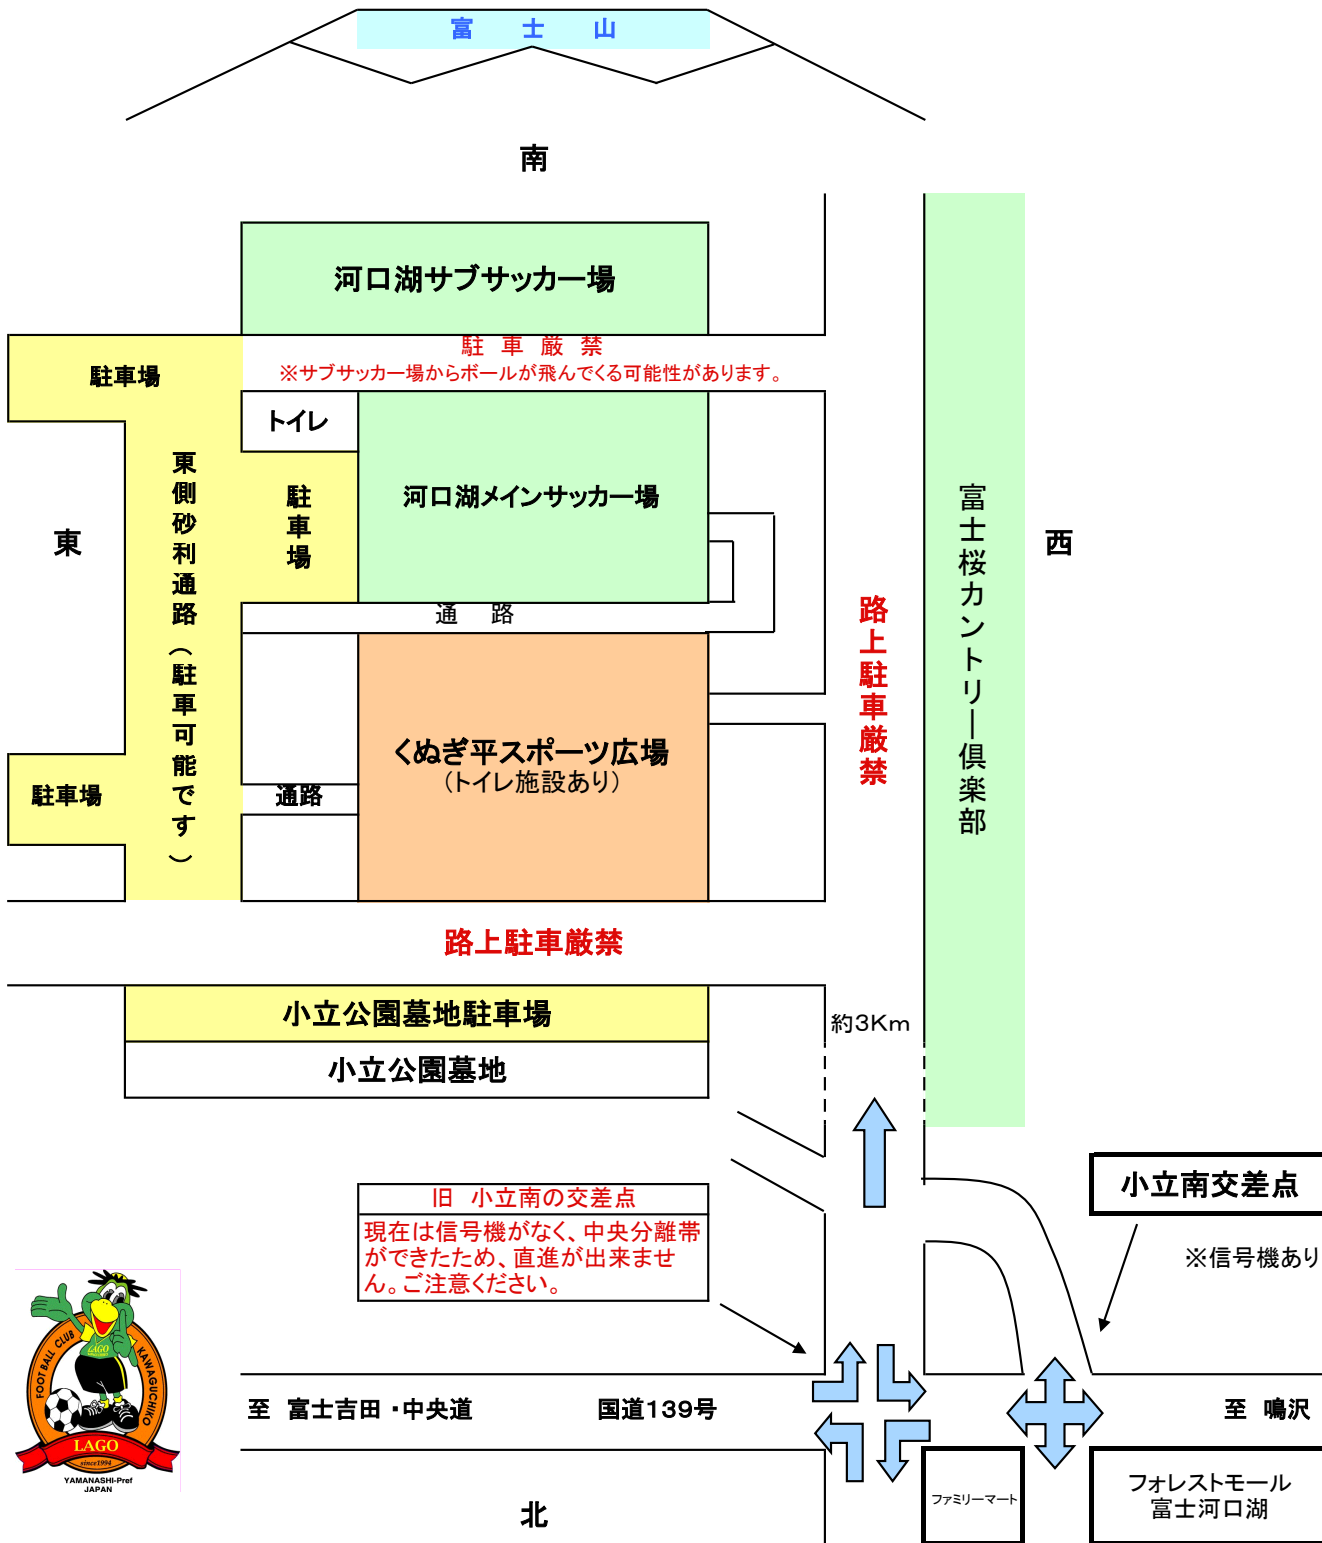 富　士　山
南
河口湖サブサッカー場
駐 車 厳 禁
※サブサッカー場からボールが飛んでくる可能性があります。
駐車場
トイレ
東側砂利通路（駐車可能です）
駐車場
河口湖メインサッカー場
東
西
富士桜カントリー倶楽部
通　路
路上駐車厳禁
くぬぎ平スポーツ広場
（トイレ施設あり）
駐車場
通路
路上駐車厳禁
小立公園墓地駐車場
約3Km
小立公園墓地
小立南交差点
※信号機あり
旧　小立南の交差点
現在は信号機がなく、中央分離帯
ができたため、直進が出来ませ
ん。ご注意ください。
FOOTBALL CLUB KAWAGUCHIKO
LAGO
LAGO
since1994
YAMANASHI-Pref
JAPAN
至　富士吉田・中央道
国道139号
至　鳴沢
ファミリーマート
フォレストモール
富士河口湖
北